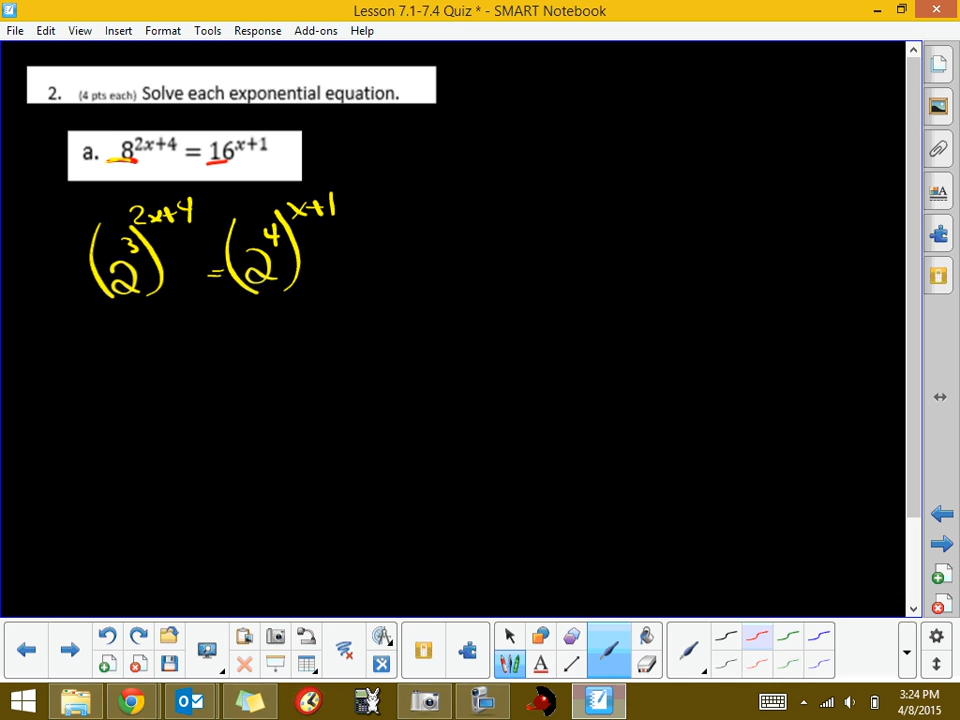 Lesson 7.1-7.4 Quiz * - SMART Notebook
File Edit View Insert Format Tools Response Add-ons Help
2. (4 pts each) Solve each exponential equation.
a. 8^{2x+4} = 16^{x+1}
(2^3)^{2x+4} = (2^4)^{x+1}
3:24 PM
4/8/2015